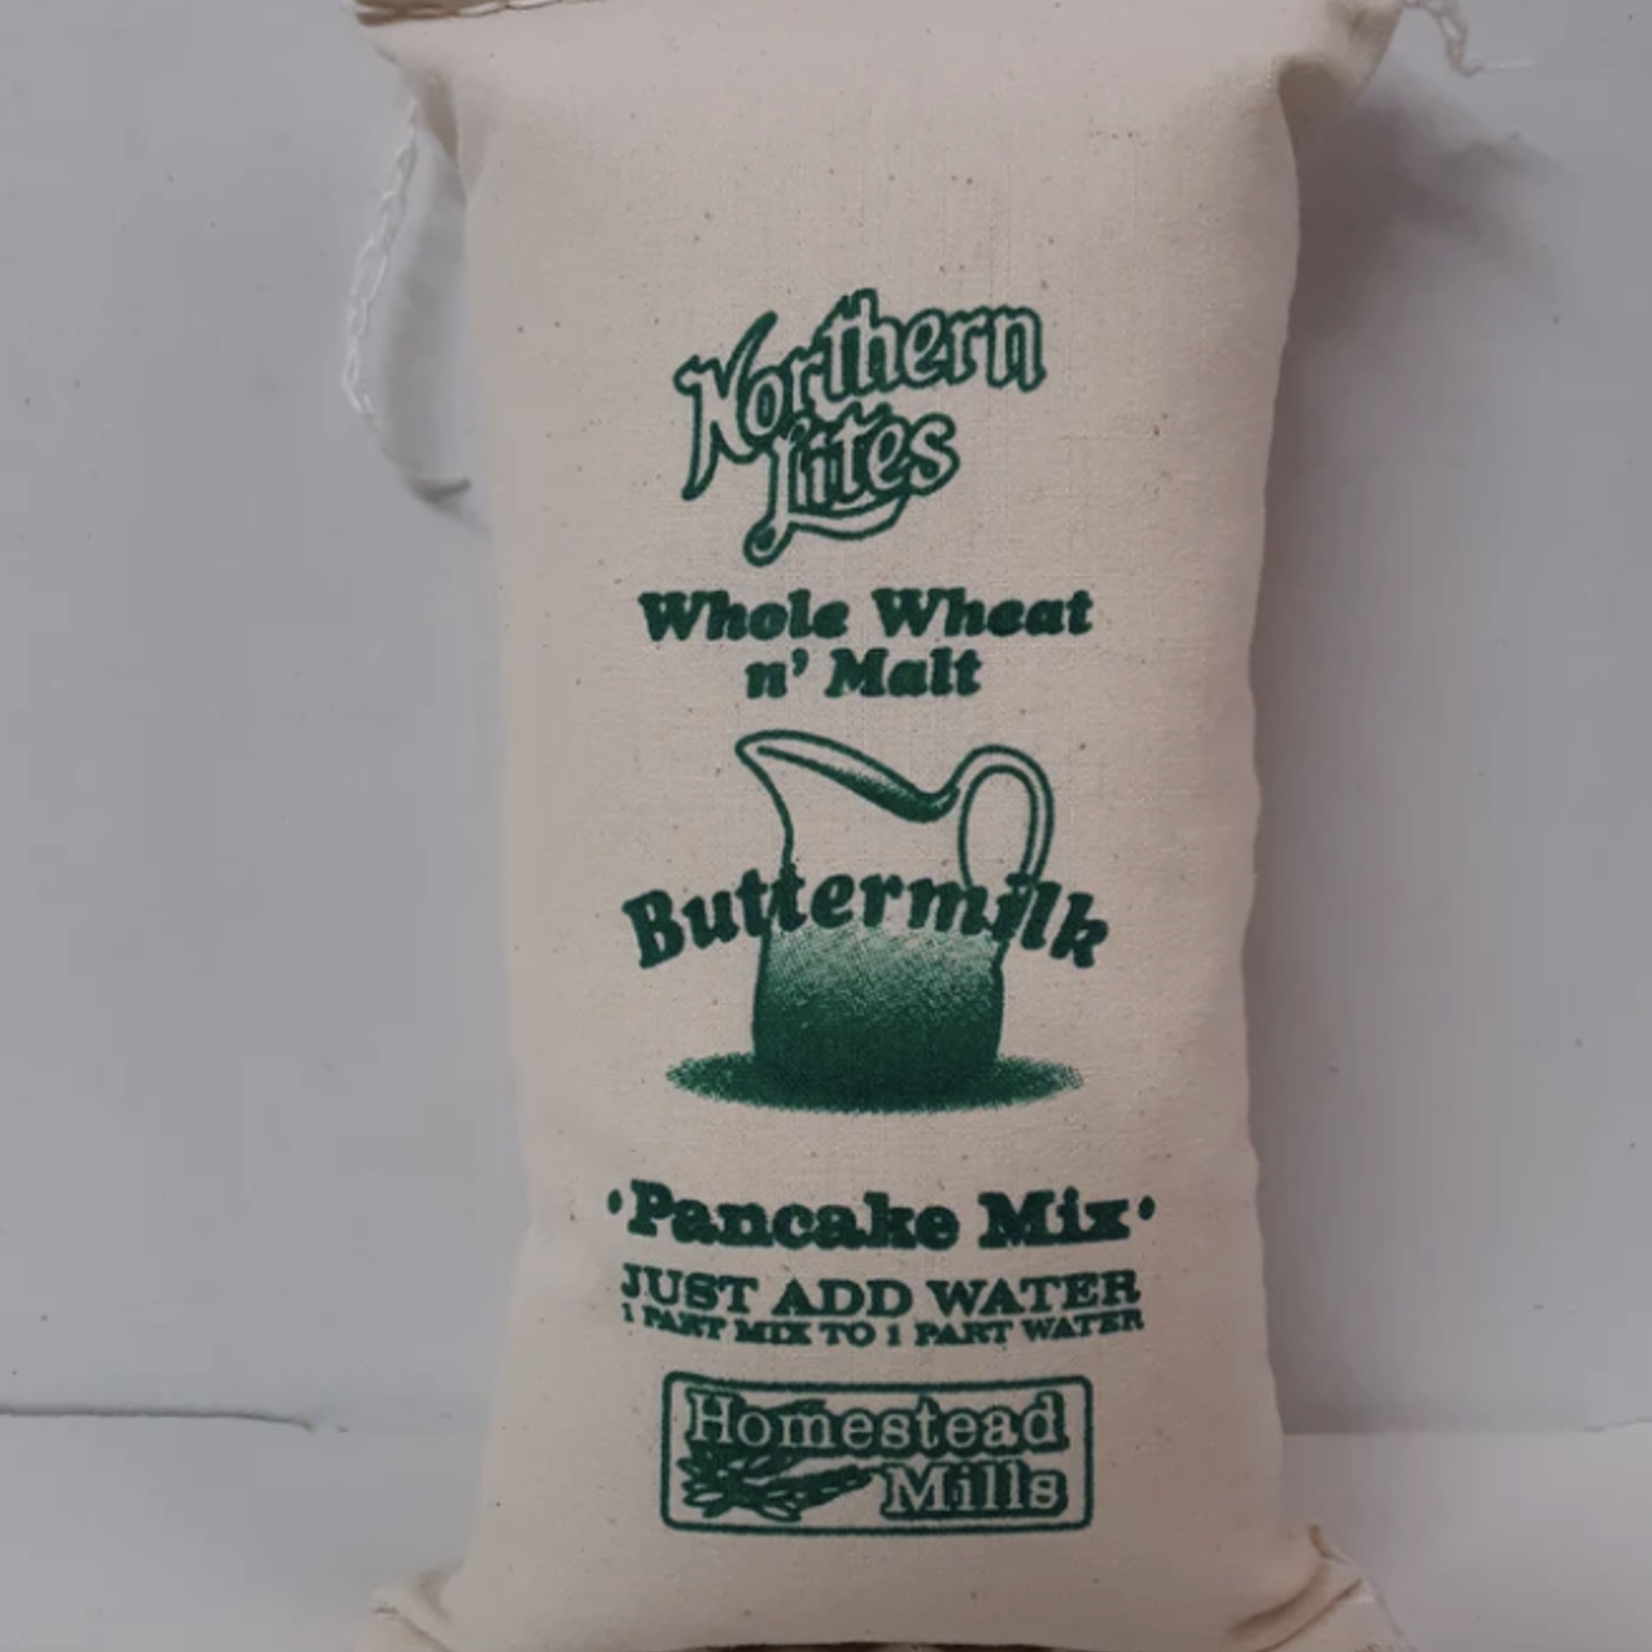 Northern
Lites
Whole Wheat
n' Malt
Buttermilk
•Pancake Mix•
JUST ADD WATER
1 PART MIX TO 1 PART WATER
Homestead
Mills